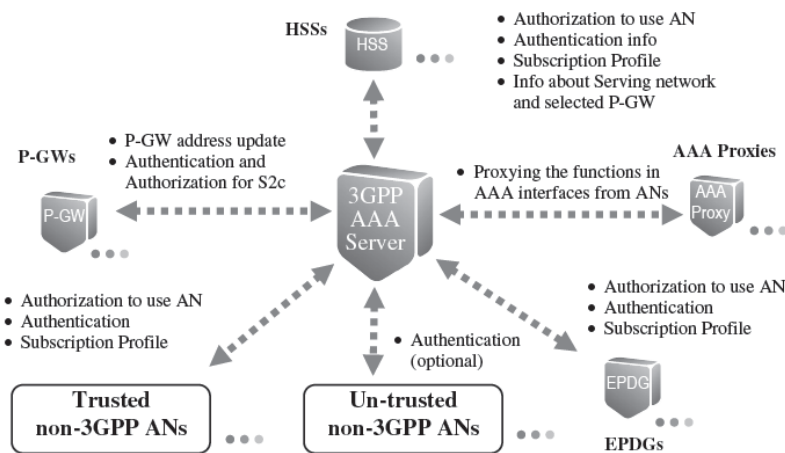 HSSs
HSS
• Authorization to use AN
• Authentication info
• Subscription Profile
• Info about Serving network
and selected P-GW
P-GWs
• P-GW address update
• Authentication and
Authorization for S2c
P-GW
3GPP
AAA
Server
• Proxying the functions in
AAA interfaces from ANs
AAA Proxies
AAA
Proxy
• Authorization to use AN
• Authentication
• Subscription Profile
• Authentication
(optional)
• Authorization to use AN
• Authentication
• Subscription Profile
Trusted
non-3GPP ANs
Un-trusted
non-3GPP ANs
EPDG
EPDGs